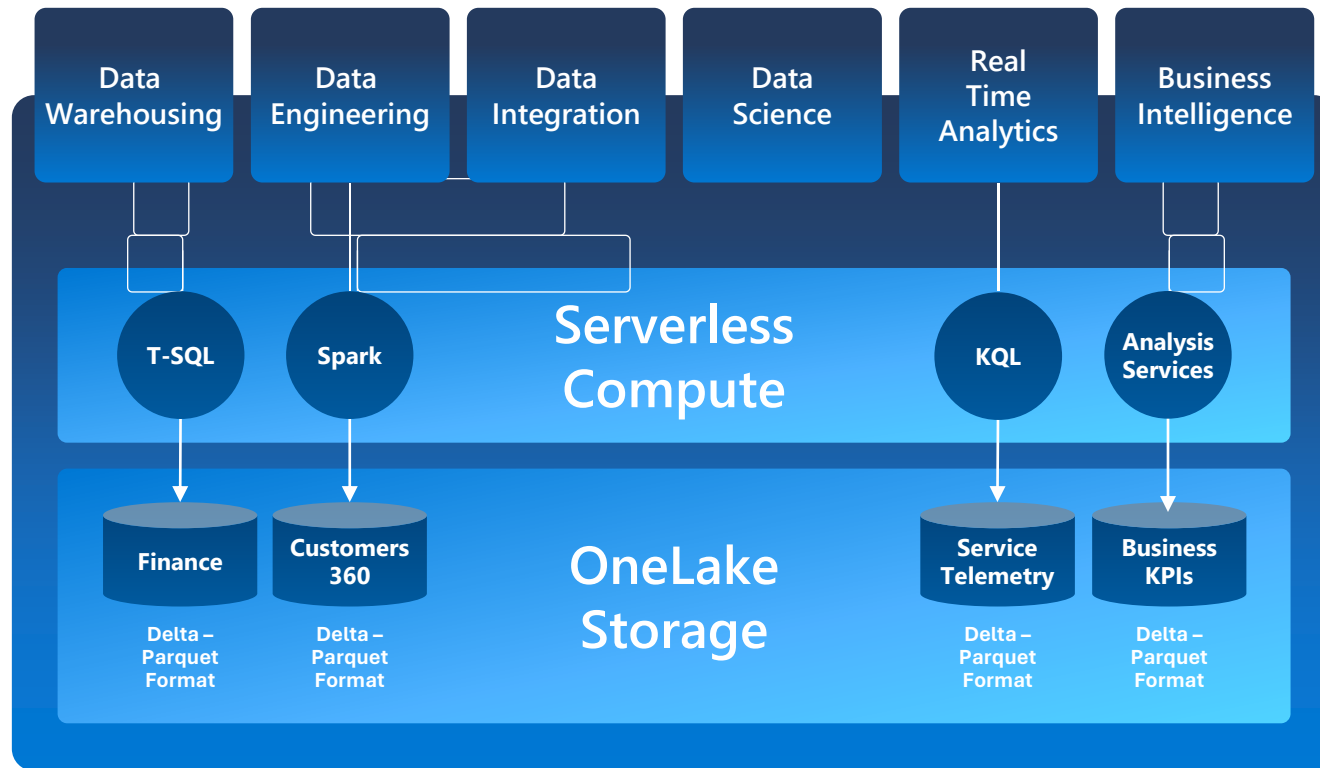 Data
Warehousing
Data
Engineering
Data
Integration
Data
Science
Real
Time
Analytics
Business
Intelligence
Serverless
Compute
T-SQL
Spark
KQL
Analysis
Services
OneLake
Storage
Finance
Customers
360
Service
Telemetry
Business
KPIs
Delta –
Parquet
Format
Delta –
Parquet
Format
Delta –
Parquet
Format
Delta –
Parquet
Format